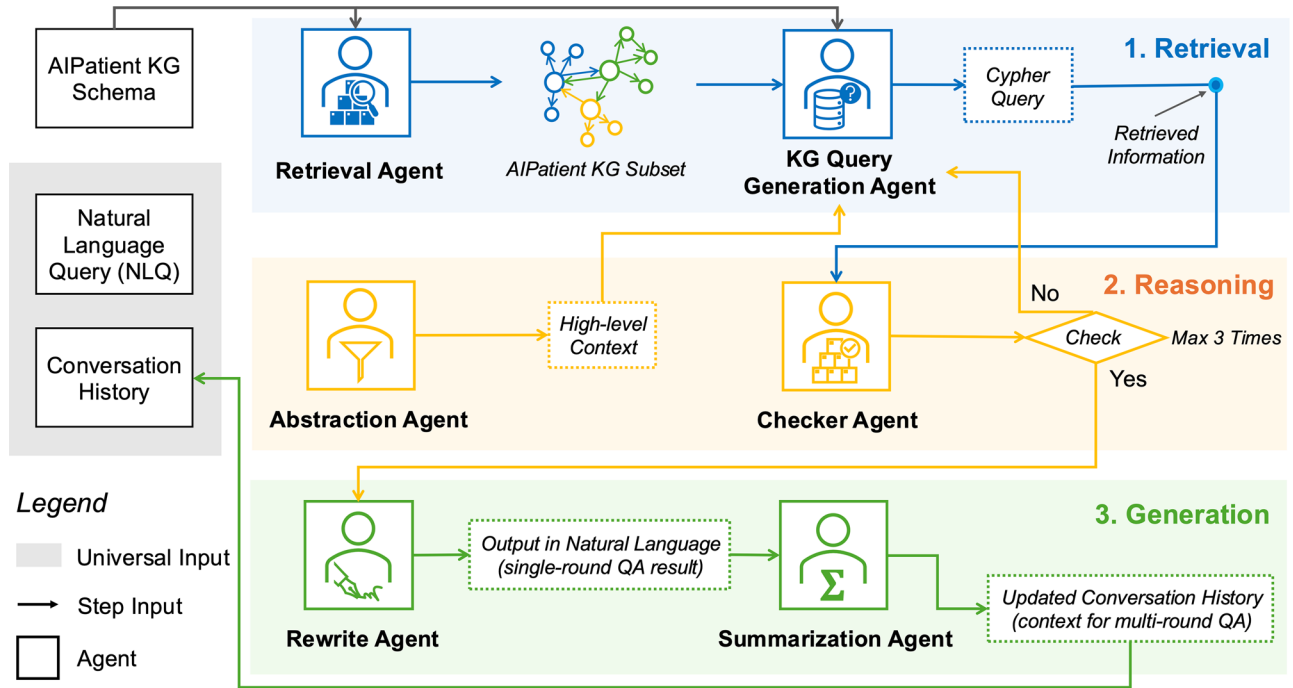 AIPatient KG
Schema
Natural
Language
Query (NLQ)
Conversation
History
Legend
Universal Input
Step Input
Agent
1. Retrieval
Retrieval Agent
AIPatient KG Subset
?
KG Query
Generation Agent
Cypher
Query
Retrieved
Information
2. Reasoning
Abstraction Agent
High-level
Context
Checker Agent
No
Check
Max 3 Times
Yes
3. Generation
Rewrite Agent
Output in Natural Language
(single-round QA result)
Σ
Summarization Agent
Updated Conversation History
(context for multi-round QA)